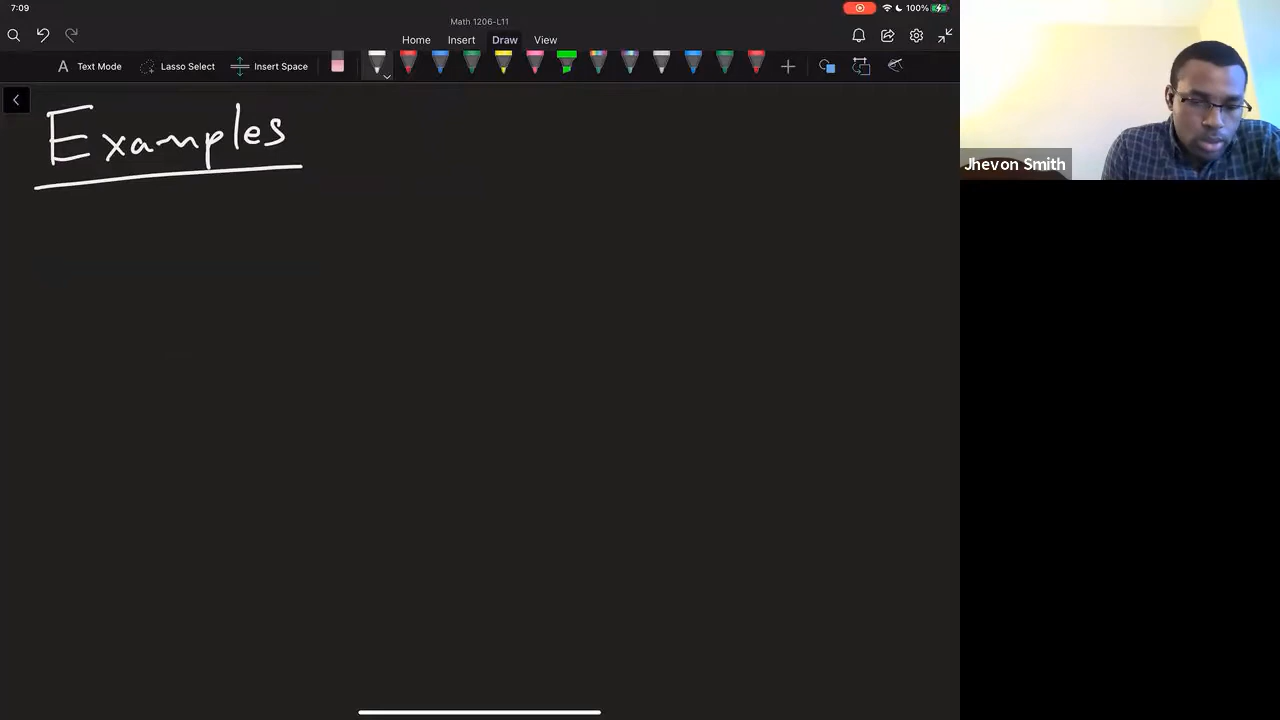 7:09
Math 1206-L11
100%
Home Insert Draw View
Text Mode Lasso Select Insert Space
Examples
Jhevon Smith